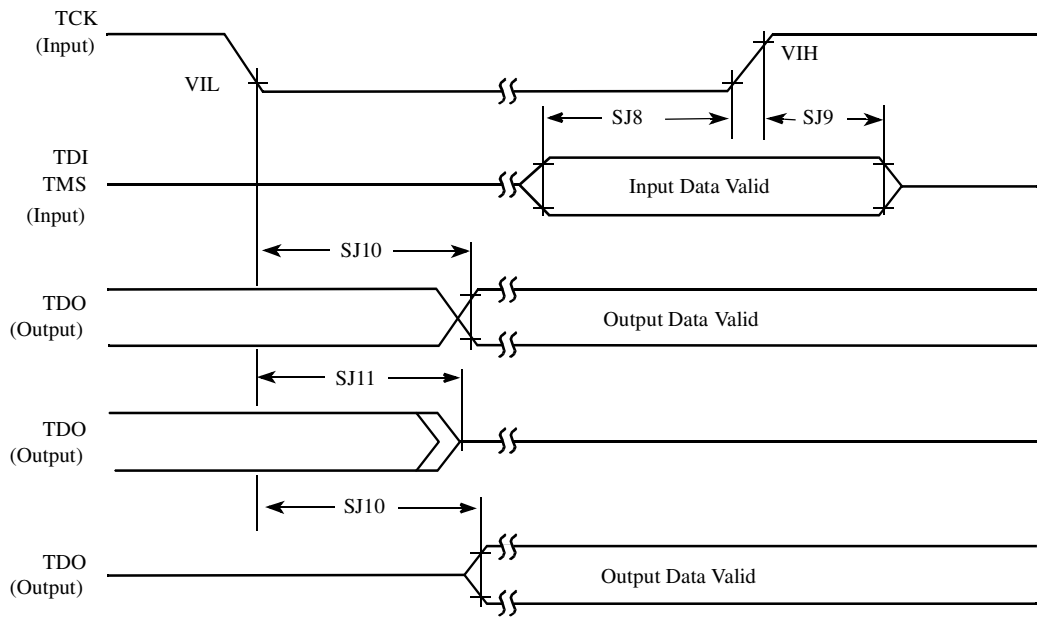 TCK
(Input)
VIL
VIH
SJ8
SJ9
TDI
TMS
(Input)
Input Data Valid
SJ10
TDO
(Output)
Output Data Valid
SJ11
TDO
(Output)
SJ10
TDO
(Output)
Output Data Valid